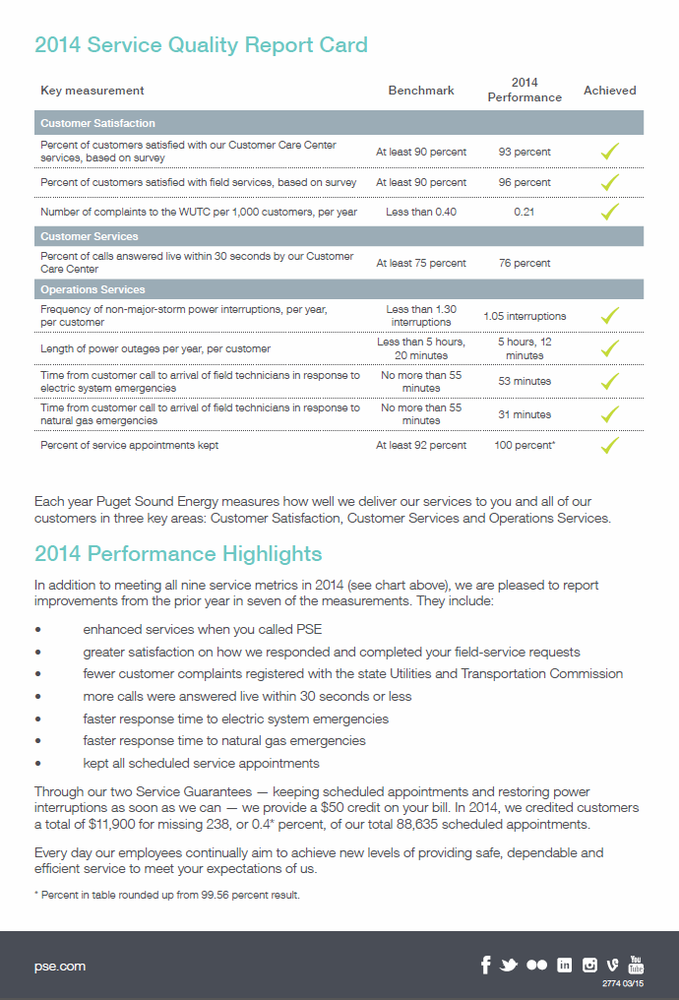 2014 Service Quality Report Card
Key measurement Benchmark 2014 Performance Achieved
Customer Satisfaction
Percent of customers satisfied with our Customer Care Center
services, based on survey At least 90 percent 93 percent
Percent of customers satisfied with field services, based on survey At least 90 percent 96 percent
Number of complaints to the WUTC per 1,000 customers, per year Less than 0.40 0.21
Customer Services
Percent of calls answered live within 30 seconds by our Customer
Care Center At least 75 percent 76 percent
Operations Services
Frequency of non-major-storm power interruptions, per year,
per customer Less than 1.30 interruptions 1.05 interruptions
Length of power outages per year, per customer Less than 5 hours, 20 minutes 5 hours, 12 minutes
Time from customer call to arrival of field technicians in response to
electric system emergencies No more than 55 minutes 53 minutes
Time from customer call to arrival of field technicians in response to
natural gas emergencies No more than 55 minutes 31 minutes
Percent of service appointments kept At least 92 percent 100 percent*
Each year Puget Sound Energy measures how well we deliver our services to you and all of our
customers in three key areas: Customer Satisfaction, Customer Services and Operations Services.
2014 Performance Highlights
In addition to meeting all nine service metrics in 2014 (see chart above), we are pleased to report
improvements from the prior year in seven of the measurements. They include:
• enhanced services when you called PSE
• greater satisfaction on how we responded and completed your field-service requests
• fewer customer complaints registered with the state Utilities and Transportation Commission
• more calls were answered live within 30 seconds or less
• faster response time to electric system emergencies
• faster response time to natural gas emergencies
• kept all scheduled service appointments
Through our two Service Guarantees — keeping scheduled appointments and restoring power
interruptions as soon as we can — we provide a $50 credit on your bill. In 2014, we credited customers
a total of $11,900 for missing 238, or 0.4* percent, of our total 88,635 scheduled appointments.
Every day our employees continually aim to achieve new levels of providing safe, dependable and
efficient service to meet your expectations of us.
* Percent in table rounded up from 99.56 percent result.
pse.com
You Tube
2774 03/15